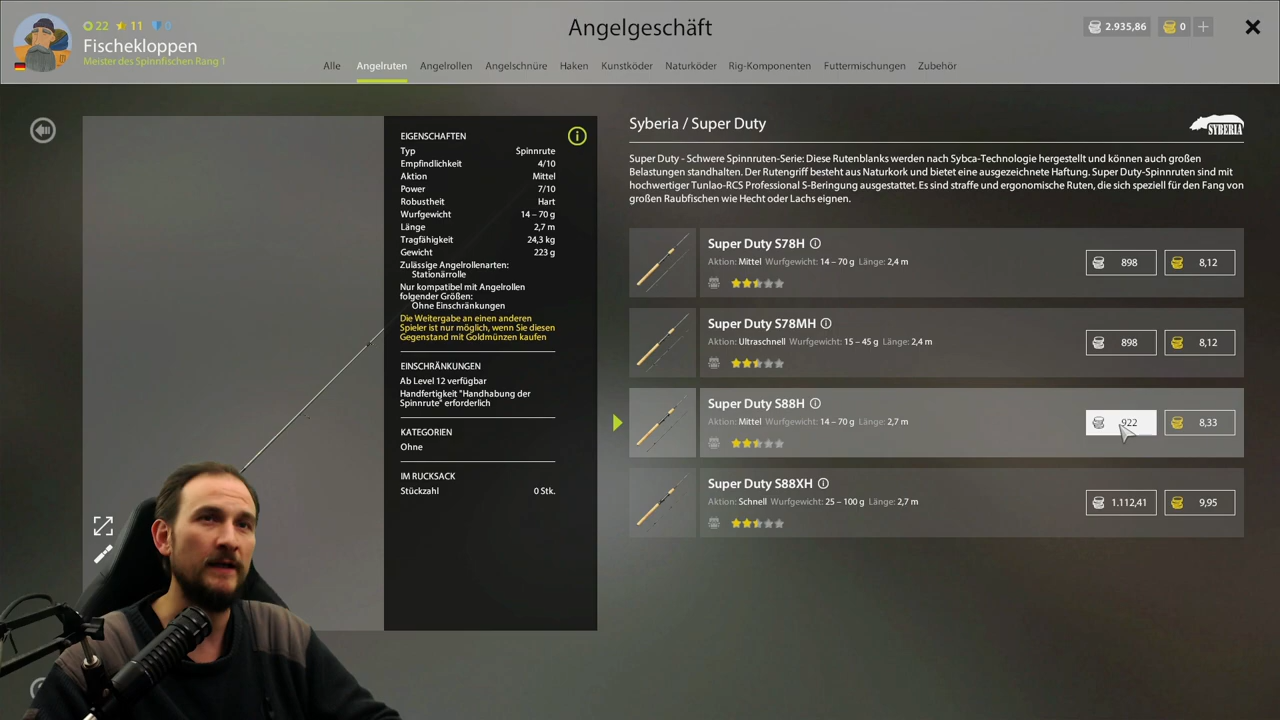 22 11 0
Fischekloppen
Meister des Spinnfischen Rang 1
Angelgeschäft
2.935,86 0 +
Alle Angelruten Angelrollen Angelschnüre Haken Kunstköder Naturköder Rig-Komponenten Futtermischungen Zubehör
EIGENSCHAFTEN
Typ Spinnrute
Empfindlichkeit 4/10
Aktion Mittel
Power 7/10
Robustheit Hart
Wurfgewicht 14 – 70 g
Länge 2,7 m
Tragfähigkeit 24,3 kg
Gewicht 223 g
Zulässige Angelrollenarten:
Stationärrolle
Nur kompatibel mit Angelrollen
folgender Größen:
Ohne Einschränkungen
Die Weitergabe an einen anderen
Spieler ist nur möglich, wenn Sie diesen
Gegenstand mit Goldmünzen kaufen
EINSCHRÄNKUNGEN
Ab Level 12 verfügbar
Handfertigkeit "Handhabung der
Spinnrute" erforderlich
KATEGORIEN
Ohne
IM RUCKSACK
Stückzahl 0 Stk.
Syberia / Super Duty
SYBERIA
Super Duty - Schwere Spinnruten-Serie: Diese Rutenblanks werden nach Sybca-Technologie hergestellt und können auch großen
Belastungen standhalten. Der Rutengriff besteht aus Naturkork und bietet eine ausgezeichnete Haftung. Super Duty-Spinnruten sind mit
hochwertiger Tunlao-RCS Professional S-Beringung ausgestattet. Es sind straffe und ergonomische Ruten, die sich speziell für den Fang von
großen Raubfischen wie Hecht oder Lachs eignen.
Super Duty S78H
Aktion: Mittel Wurfgewicht: 14 – 70 g Länge: 2,4 m
898 8,12
Super Duty S78MH
Aktion: Ultraschnell Wurfgewicht: 15 – 45 g Länge: 2,4 m
898 8,12
Super Duty S88H
Aktion: Mittel Wurfgewicht: 14 – 70 g Länge: 2,7 m
922 8,33
Super Duty S88XH
Aktion: Schnell Wurfgewicht: 25 – 100 g Länge: 2,7 m
1.112,41 9,95